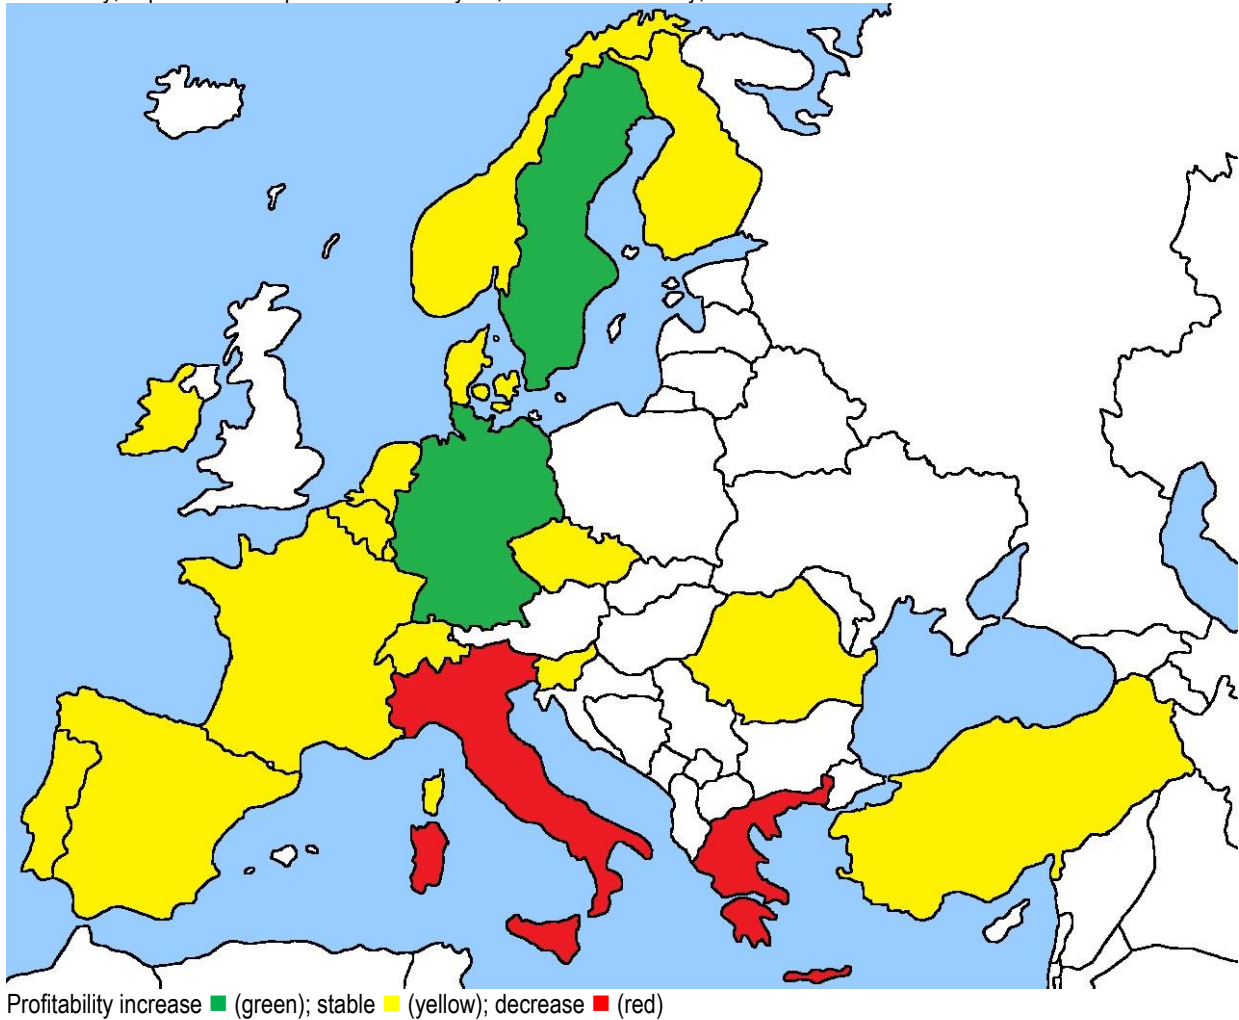 Profitability increase ■ (green); stable ■ (yellow); decrease ■ (red)